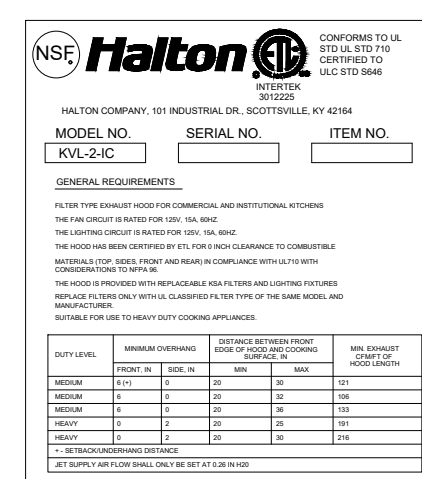 NSF®
Halton
ETL
CONFORMS TO UL
STD UL STD 710
CERTIFIED TO
ULC STD S646
INTERTEK
3012225
HALTON COMPANY, 101 INDUSTRIAL DR., SCOTTSVILLE, KY 42164
MODEL NO. SERIAL NO. ITEM NO.
KVL-2-IC
GENERAL REQUIREMENTS
FILTER TYPE EXHAUST HOOD FOR COMMERCIAL AND INSTITUTIONAL KITCHENS
THE FAN CIRCUIT IS RATED FOR 125V, 15A, 60HZ.
THE LIGHTING CIRCUIT IS RATED FOR 125V, 15A, 60HZ.
THE HOOD HAS BEEN CERTIFIED BY ETL FOR 0 INCH CLEARANCE TO COMBUSTIBLE
MATERIALS (TOP, SIDES, FRONT AND REAR) IN COMPLIANCE WITH UL710 WITH
CONSIDERATIONS TO NFPA 96.
THE HOOD IS PROVIDED WITH REPLACEABLE KSA FILTERS AND LIGHTING FIXTURES
REPLACE FILTERS ONLY WITH UL CLASSIFIED FILTER TYPE OF THE SAME MODEL AND
MANUFACTURER.
SUITABLE FOR USE TO HEAVY DUTY COOKING APPLIANCES.
DUTY LEVEL MINIMUM OVERHANG DISTANCE BETWEEN FRONT EDGE OF HOOD AND COOKING SURFACE, IN MIN. EXHAUST CFM/FT OF HOOD LENGTH
FRONT, IN SIDE, IN MIN MAX
MEDIUM 6 (+) 0 20 30 121
MEDIUM 6 0 20 32 106
MEDIUM 6 0 20 36 133
HEAVY 0 2 20 25 191
HEAVY 0 2 20 30 216
+ - SETBACK/UNDERHANG DISTANCE
JET SUPPLY AIR FLOW SHALL ONLY BE SET AT 0.26 IN H20